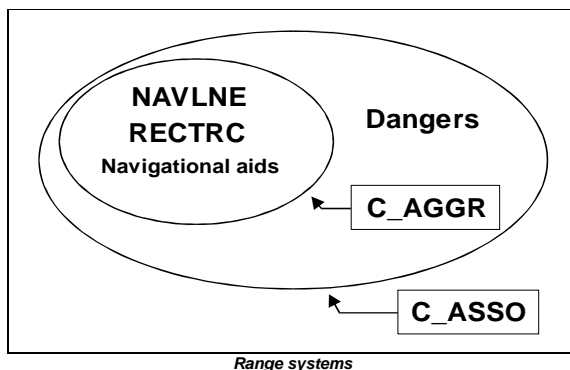 NAVLNE
RECTRC
Navigational aids
Dangers
C_AGGR
C_ASSO
Range systems